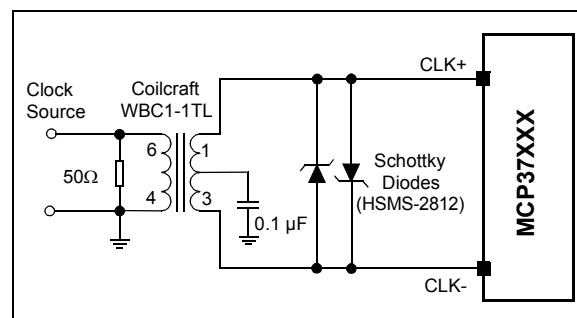 Clock
Source
Coilcraft
WBC1-1TL
CLK+
6
1
50Ω
4
3
0.1 µF
Schottky
Diodes
(HSMS-2812)
CLK-
MCP37XXX